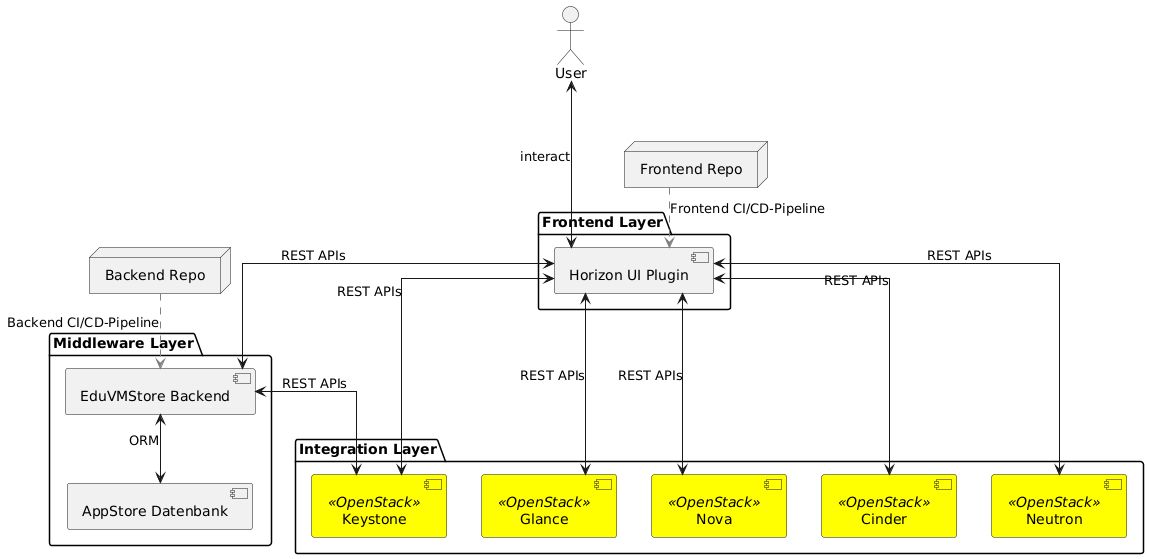 User
interact
Frontend Repo
Frontend CI/CD-Pipeline
Frontend Layer
Horizon UI Plugin
REST APIs
REST APIs
REST APIs
REST APIs
Backend Repo
Backend CI/CD-Pipeline
Middleware Layer
EduVMStore Backend
REST APIs
REST APIs
REST APIs
ORM
AppStore Datenbank
Integration Layer
«OpenStack»
Keystone
«OpenStack»
Glance
«OpenStack»
Nova
«OpenStack»
Cinder
«OpenStack»
Neutron